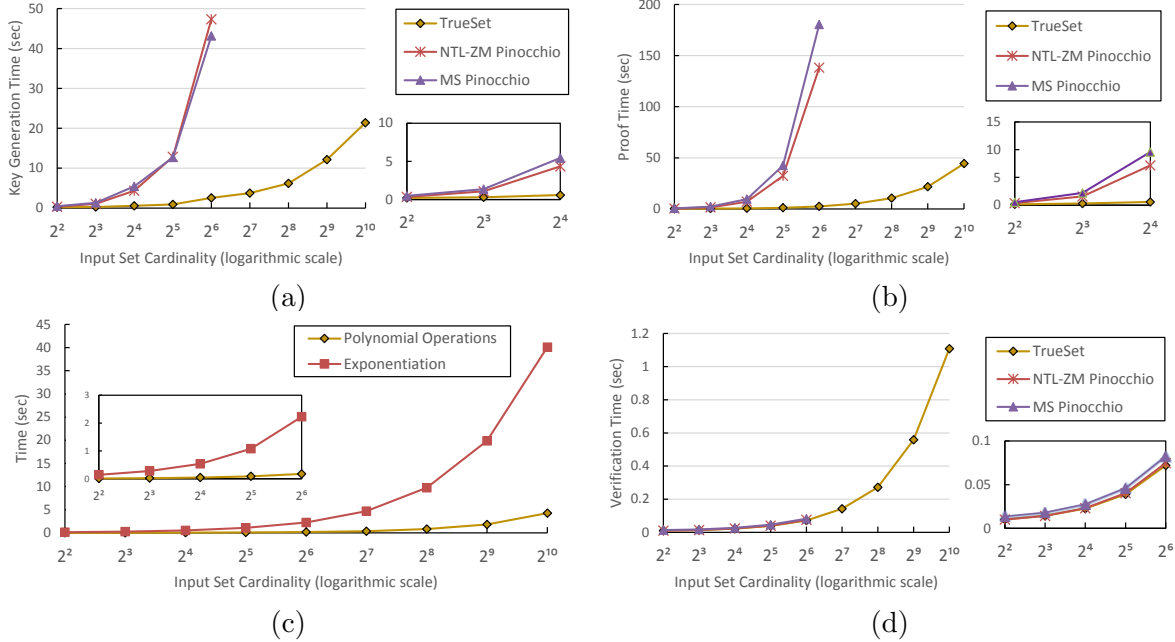 Key Generation Time (sec)
50
40
30
20
10
0
2² 2³ 2⁴ 2⁵ 2⁶ 2⁷ 2⁸ 2⁹ 2¹⁰
Input Set Cardinality (logarithmic scale)
TrueSet
NTL-ZM Pinocchio
MS Pinocchio
10
5
0
2² 2³ 2⁴
(a)
Proof Time (sec)
200
150
100
50
0
2² 2³ 2⁴ 2⁵ 2⁶ 2⁷ 2⁸ 2⁹ 2¹⁰
Input Set Cardinality (logarithmic scale)
TrueSet
NTL-ZM Pinocchio
MS Pinocchio
15
10
5
0
2² 2³ 2⁴
(b)
Time (sec)
45
40
35
30
25
20
15
10
5
0
2² 2³ 2⁴ 2⁵ 2⁶ 2⁷ 2⁸ 2⁹ 2¹⁰
Input Set Cardinality (logarithmic scale)
Polynomial Operations
Exponentiation
3
2
1
0
2² 2³ 2⁴ 2⁵ 2⁶
(c)
Verification Time (sec)
1.2
1
0.8
0.6
0.4
0.2
0
2² 2³ 2⁴ 2⁵ 2⁶ 2⁷ 2⁸ 2⁹ 2¹⁰
Input Set Cardinality (logarithmic scale)
TrueSet
NTL-ZM Pinocchio
MS Pinocchio
0.1
0.05
0
2² 2³ 2⁴ 2⁵ 2⁶
(d)